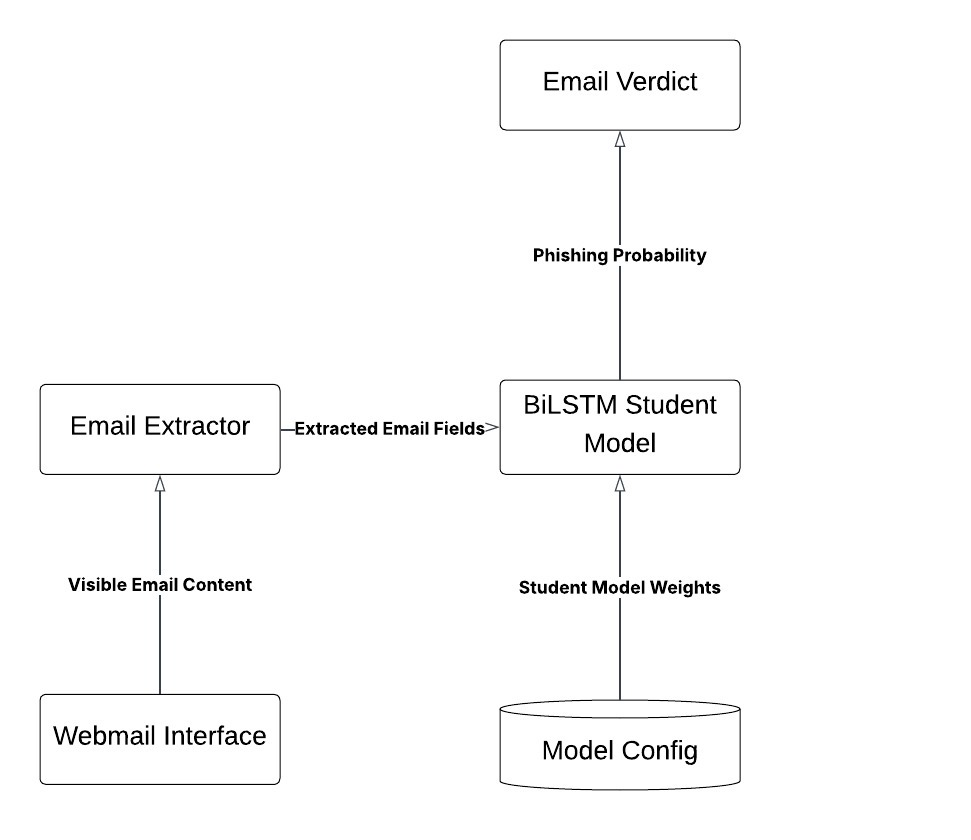 Email Verdict
Phishing Probability
Email Extractor
Extracted Email Fields
BiLSTM Student
Model
Visible Email Content
Student Model Weights
Webmail Interface
Model Config